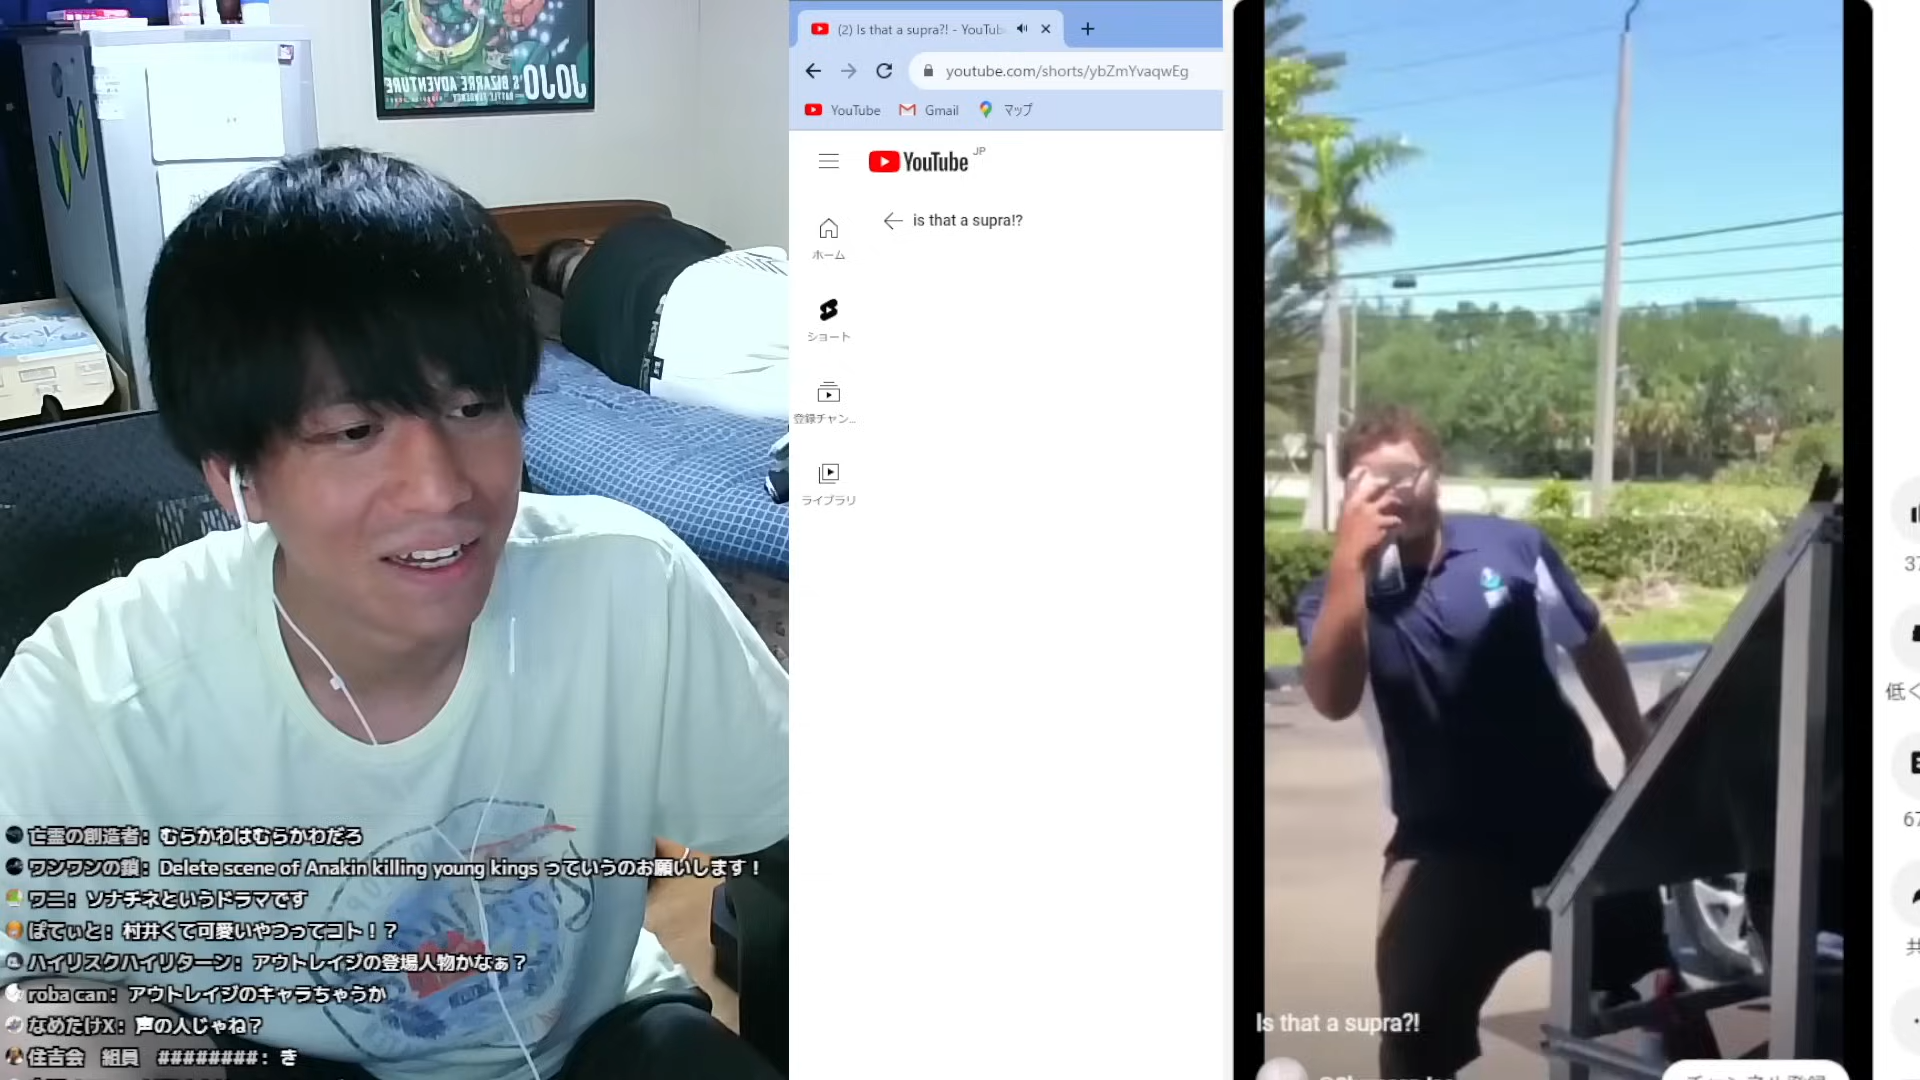 JOJO
'S BIZARRE ADVENTURE
(2) Is that a supra?! - YouTub
youtube.com/shorts/ybZmYvaqwEg
YouTube
Gmail
マップ
YouTube JP
is that a supra!?
ホーム
ショート
登録チャン...
ライブラリ
37
低く
67
共
亡霊の創造者: むらかわはむらかわだろ
ワンワンの鎖: Delete scene of Anakin killing young kings っていうのお願いします!
ワニ: ソナチネというドラマです
ぽてぃと: 村井くて可愛いやつってコト!?
ハイリスクハイリターン: アウトレイジの登場人物かなぁ?
roba can: アウトレイジのキャラちゃうか
なめたけX: 声の人じゃね?
住吉会 組員 ########: き
Is that a supra?!